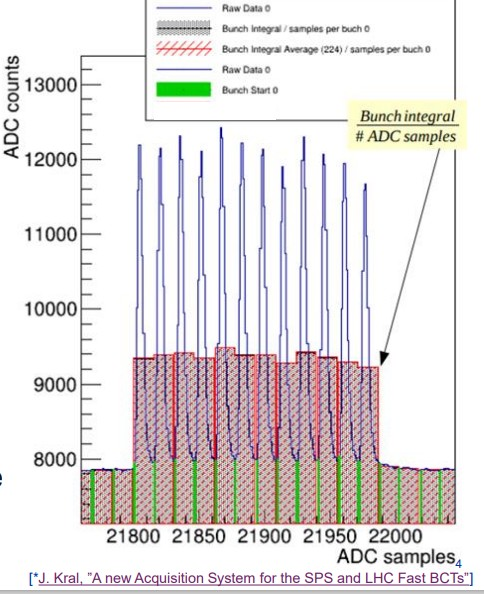 Raw Data 0
Bunch Integral / samples per buch 0
Bunch Integral Average (224) / samples per buch 0
Raw Data 0
Bunch Start 0
ADC counts
13000
12000
11000
10000
9000
8000
Bunch integral
# ADC samples
e
21800 21850 21900 21950 22000
ADC samples
4
[*J. Kral, "A new Acquisition System for the SPS and LHC Fast BCTs"]